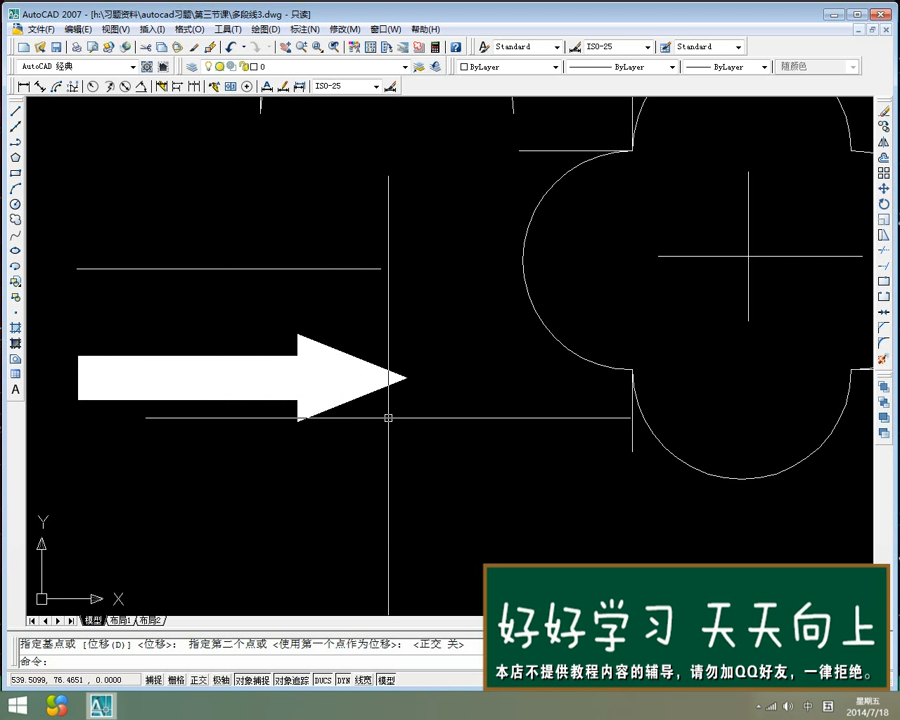 AutoCAD 2007 - [h:\习题资料\autocad习题\第三节课\多段线3.dwg - 只读]
文件(F) 编辑(E) 视图(V) 插入(I) 格式(O) 工具(T) 绘图(D) 标注(N) 修改(M) 窗口(W) 帮助(H)
Standard ISO-25 Standard
AutoCAD 经典 0 ByLayer ByLayer ByLayer 随颜色
ISO-25
A
Y
X
模型 布局1 布局2
指定基点或 [位移(D)] <位移>: 指定第二个点或 <使用第一个点作为位移>: <正交 关>
命令:
539.5099, 76.4651 , 0.0000 捕捉 栅格 正交 极轴 对象捕捉 对象追踪 DUCS DYN 线宽 模型
好好学习 天天向上
本店不提供教程内容的辅导，请勿加QQ好友，一律拒绝。
中 五
星期五
2014/7/18